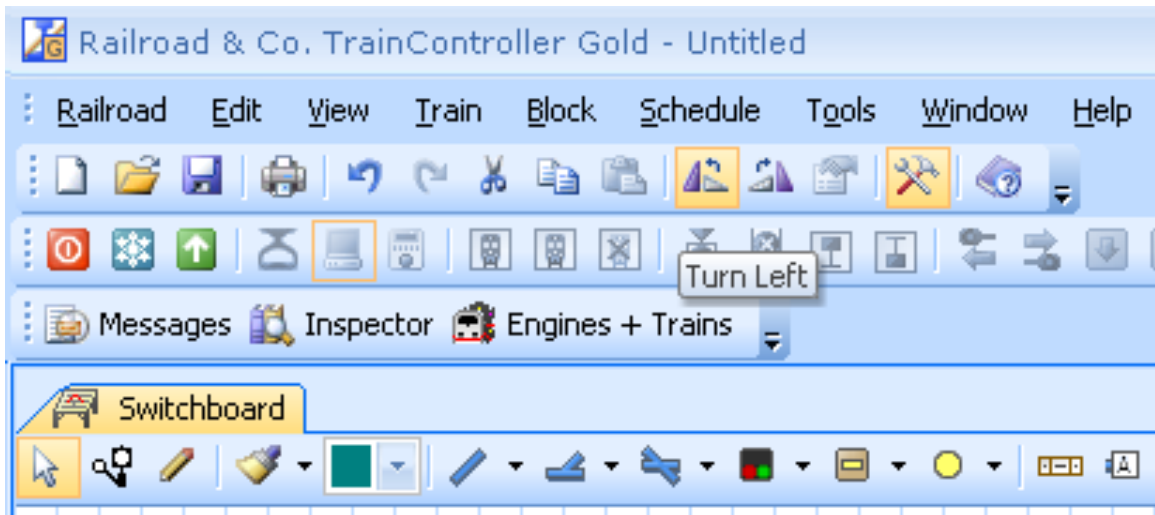 Railroad & Co. TrainController Gold - Untitled
Railroad Edit View Train Block Schedule Tools Window Help
Turn Left
Messages Inspector Engines + Trains
Switchboard
A